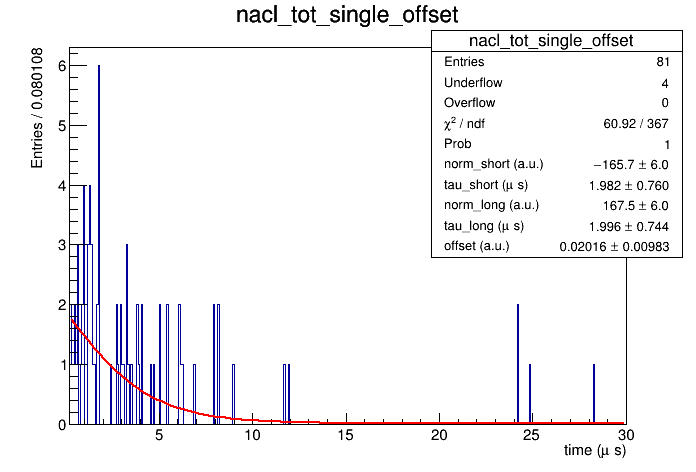 nacl_tot_single_offset
nacl_tot_single_offset
Entries 81
Underflow 4
Overflow 0
χ² / ndf 60.92 / 367
Prob 1
norm_short (a.u.) −165.7 ± 6.0
tau_short (μ s) 1.982 ± 0.760
norm_long (a.u.) 167.5 ± 6.0
tau_long (μ s) 1.996 ± 0.744
offset (a.u.) 0.02016 ± 0.00983
Entries / 0.080108
6
5
4
3
2
1
0
5 10 15 20 25 30
time (μ s)